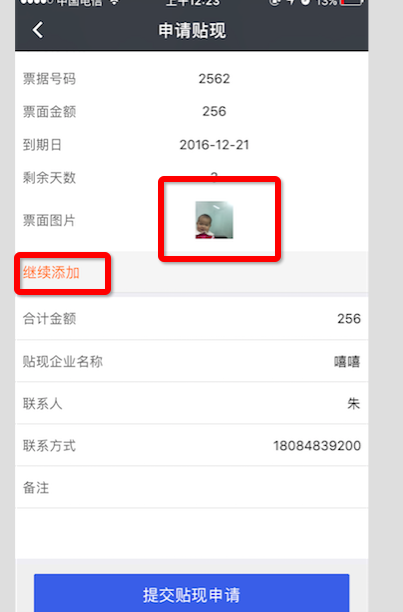 中国电信 上午12:23 13%
申请贴现
票据号码 2562
票面金额 256
到期日 2016-12-21
剩余天数
票面图片
继续添加
合计金额 256
贴现企业名称 嘻嘻
联系人 朱
联系方式 18084839200
备注
提交贴现申请